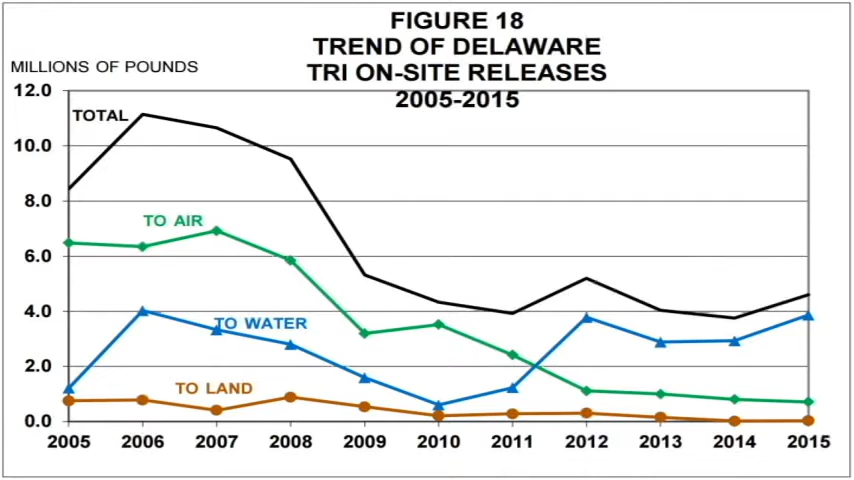 FIGURE 18
TREND OF DELAWARE
TRI ON-SITE RELEASES
2005-2015
MILLIONS OF POUNDS
12.0
TOTAL
10.0
8.0
TO AIR
6.0
4.0
TO WATER
2.0
TO LAND
0.0
2005 2006 2007 2008 2009 2010 2011 2012 2013 2014 2015